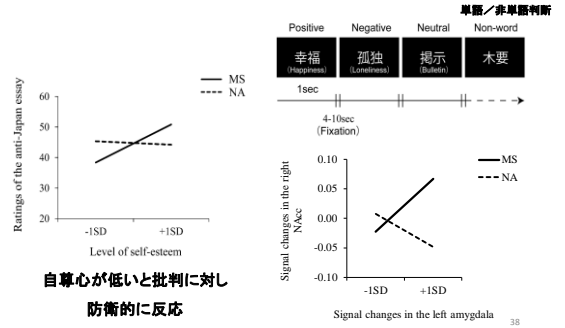 単語／非単語判断
Positive
Negative
Neutral
Non-word
幸福
(Happiness)
孤独
(Loneliness)
掲示
(Bulletin)
木要
1sec
4-10sec
(Fixation)
MS
NA
Ratings of the anti-Japan essay
60
50
40
30
20
-1SD
+1SD
Level of self-esteem
自尊心が低いと批判に対し
防衛的に反応
MS
NA
Signal changes in the right
NAcc
0.10
0.05
0.00
-0.05
-0.10
-1SD
+1SD
Signal changes in the left amygdala
38